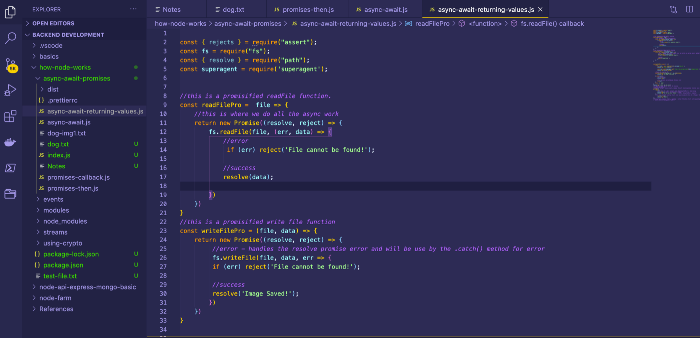 EXPLORER
OPEN EDITORS
BACKEND DEVELOPMENT
.vscode
basics
how-node-works
async-await-promises
dist
.prettierrc
JS async-await-returning-values.js
JS async-await.js
dog-img1.txt
dog.txt U
JS index.js U
Notes U
JS promises-callback.js
JS promises-then.js
events
modules
node_modules
streams
using-crypto
package-lock.json U
package.json U
test-file.txt U
node-api-express-mongo-basic
node-farm
References
Notes
dog.txt
JS promises-then.js
JS async-await.js
JS async-await-returning-values.js
how-node-works > async-await-promises > JS async-await-returning-values.js > readFilePro > <function> > fs.readFile() callback
1
2 const { rejects } = require("assert");
3 const fs = require("fs");
4 const { resolve } = require("path");
5 const superagent = require('superagent');
6
7
8 //this is a promisified readFile function.
9 const readFilePro = file => {
10 //this is where we do all the async work
11 return new Promise((resolve, reject) => {
12 fs.readFile(file, (err, data) => {
13 //error
14 if (err) reject('File cannot be found!');
15
16 //success
17 resolve(data);
18
19 })
20 })
21 }
22 //this is a promisified write file function
23 const writeFilePro = (file, data) => {
24 return new Promise((resolve, reject) => {
25 //error - handles the resolve promise error and will be use by the .catch() method for error
26 fs.writeFile(file, data, err => {
27 if (err) reject('File cannot be found!');
28
29 //success
30 resolve('Image Saved!');
31 })
32 })
33 }
34